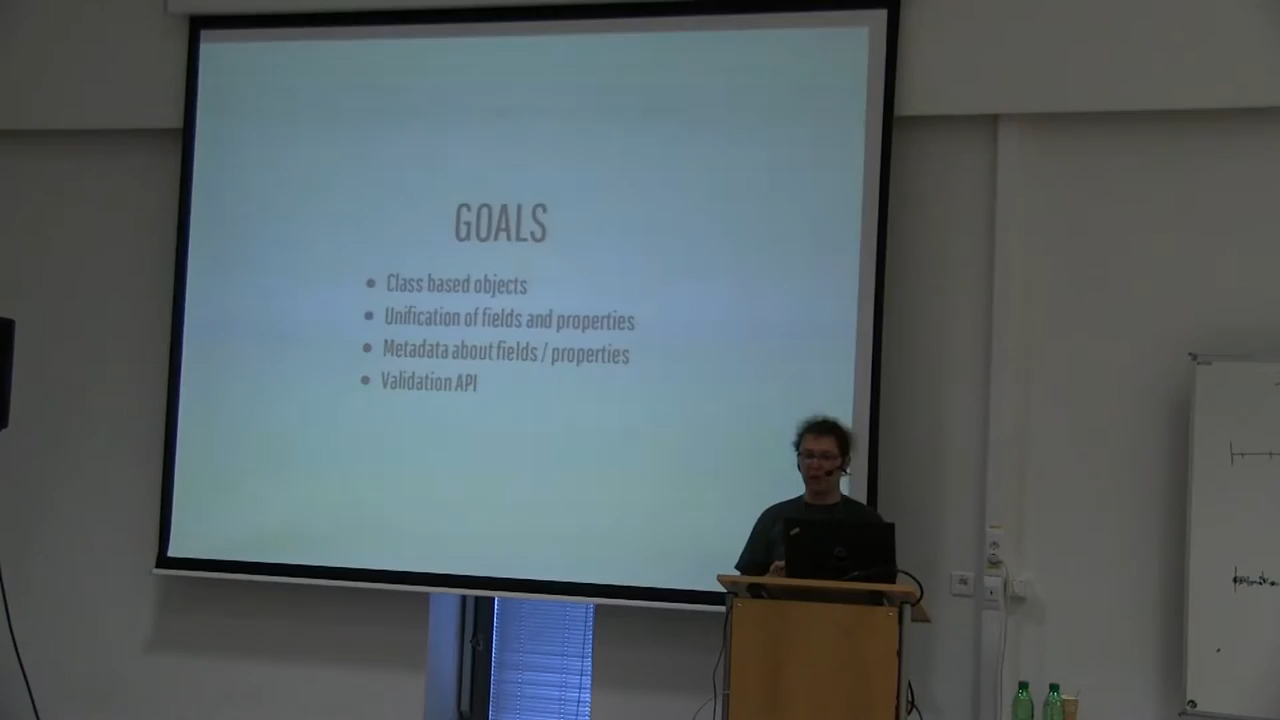 GOALS
Class based objects
Unification of fields and properties
Metadata about fields / properties
Validation API